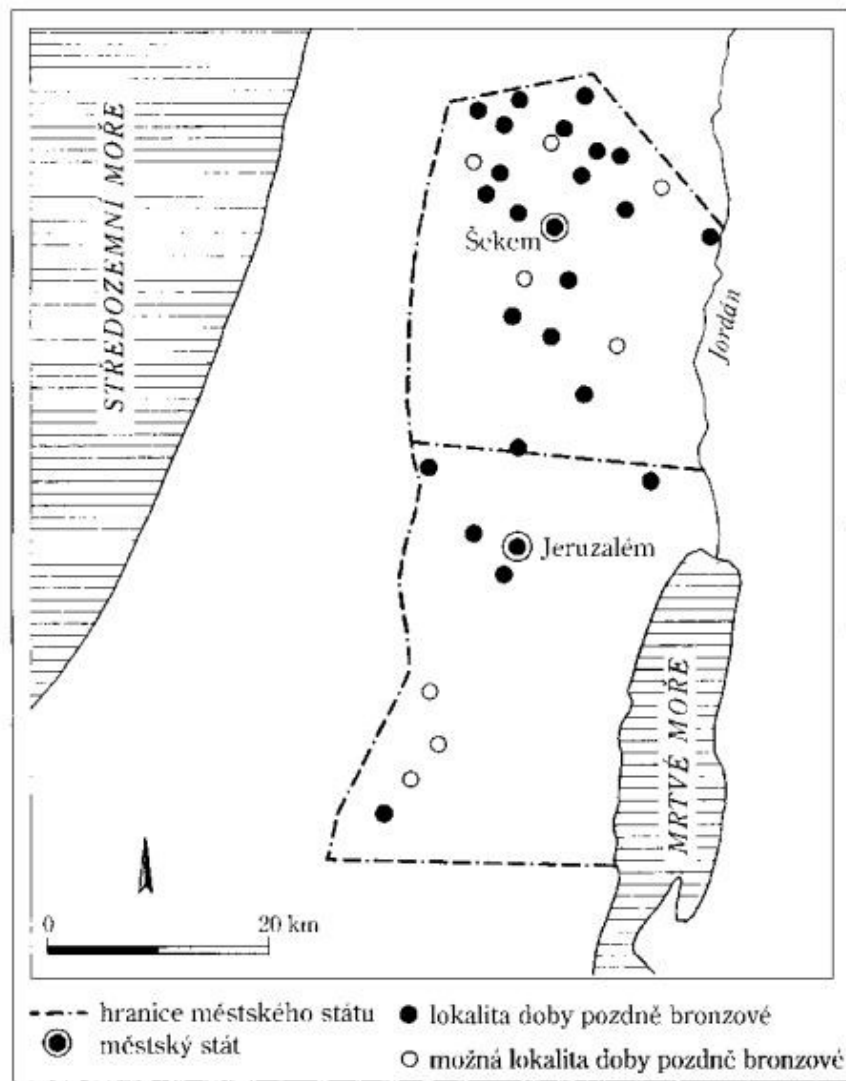 STŘEDOZEMNÍ MOŘE
Šekem
Jordán
Jeruzalém
MRTVÉ MOŘE
0 20 km
hranice městského státu
městský stát
lokalita doby pozdně bronzové
možná lokalita doby pozdně bronzové